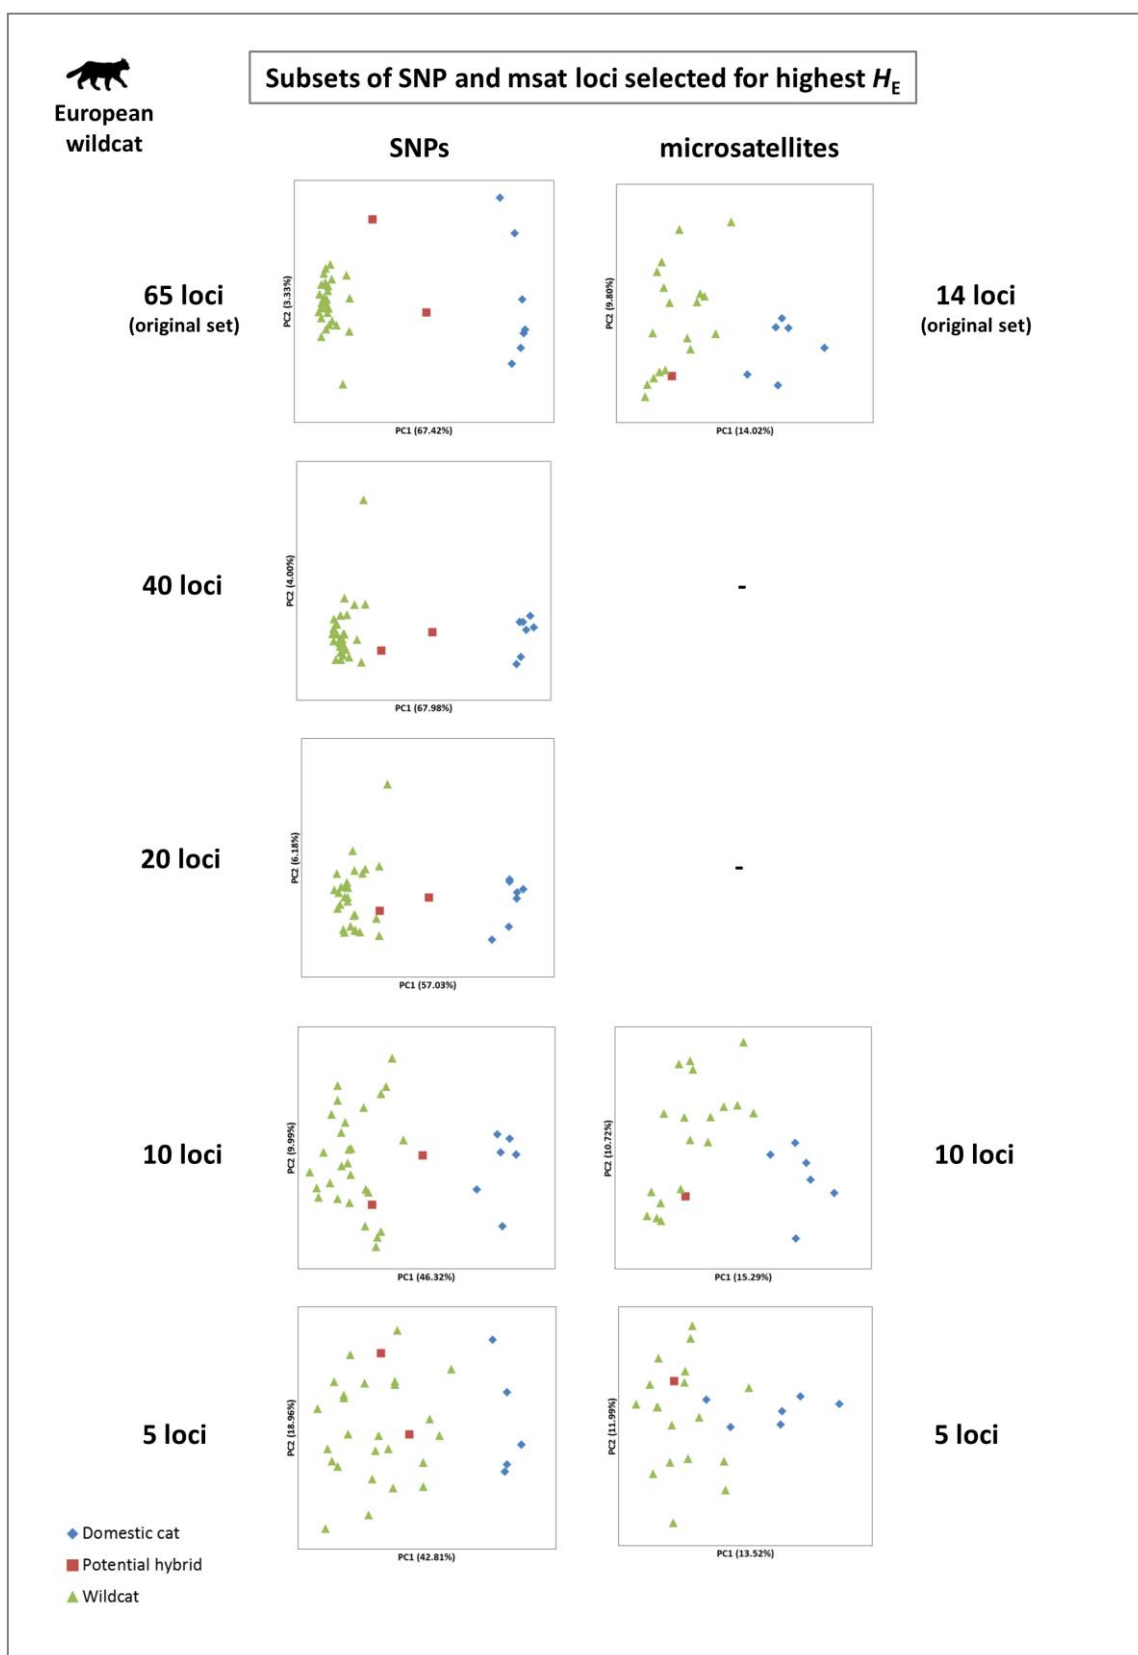 Subsets of SNP and msat loci selected for highest HE
European
wildcat
SNPs
microsatellites
65 loci
(original set)
PC2 (3.33%)
PC1 (67.42%)
PC2 (9.80%)
PC1 (14.02%)
14 loci
(original set)
40 loci
PC2 (4.00%)
PC1 (67.98%)
-
20 loci
PC2 (6.18%)
PC1 (57.03%)
-
10 loci
PC2 (9.99%)
PC1 (46.32%)
PC2 (10.72%)
PC1 (15.29%)
10 loci
5 loci
PC2 (18.96%)
PC1 (42.81%)
PC2 (11.99%)
PC1 (13.52%)
5 loci
Domestic cat
Potential hybrid
Wildcat